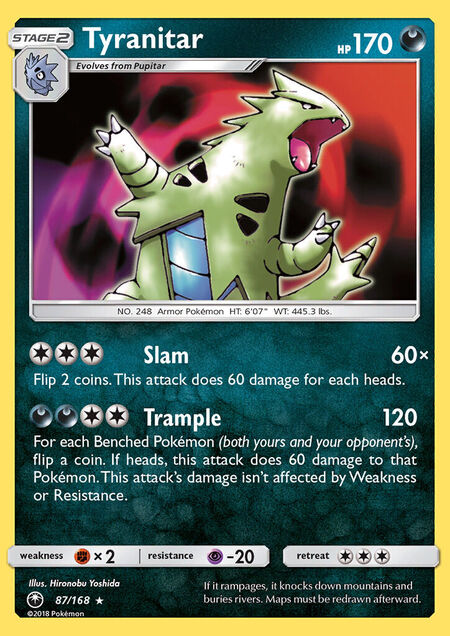 STAGE2
Tyranitar
HP 170
Evolves from Pupitar
NO. 248 Armor Pokémon HT: 6'07" WT: 445.3 lbs.
Slam 60×
Flip 2 coins. This attack does 60 damage for each heads.
Trample 120
For each Benched Pokémon (both yours and your opponent's),
flip a coin. If heads, this attack does 60 damage to that
Pokémon. This attack's damage isn't affected by Weakness
or Resistance.
weakness ×2 resistance -20 retreat
Illus. Hironobu Yoshida
87/168 ★
©2018 Pokémon
If it rampages, it knocks down mountains and
buries rivers. Maps must be redrawn afterward.